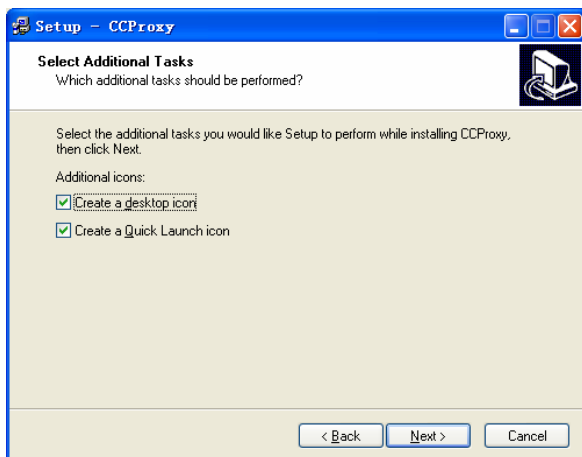 Setup - CCProxy
Select Additional Tasks
Which additional tasks should be performed?
Select the additional tasks you would like Setup to perform while installing CCProxy,
then click Next.
Additional icons:
Create a desktop icon
Create a Quick Launch icon
< Back
Next >
Cancel